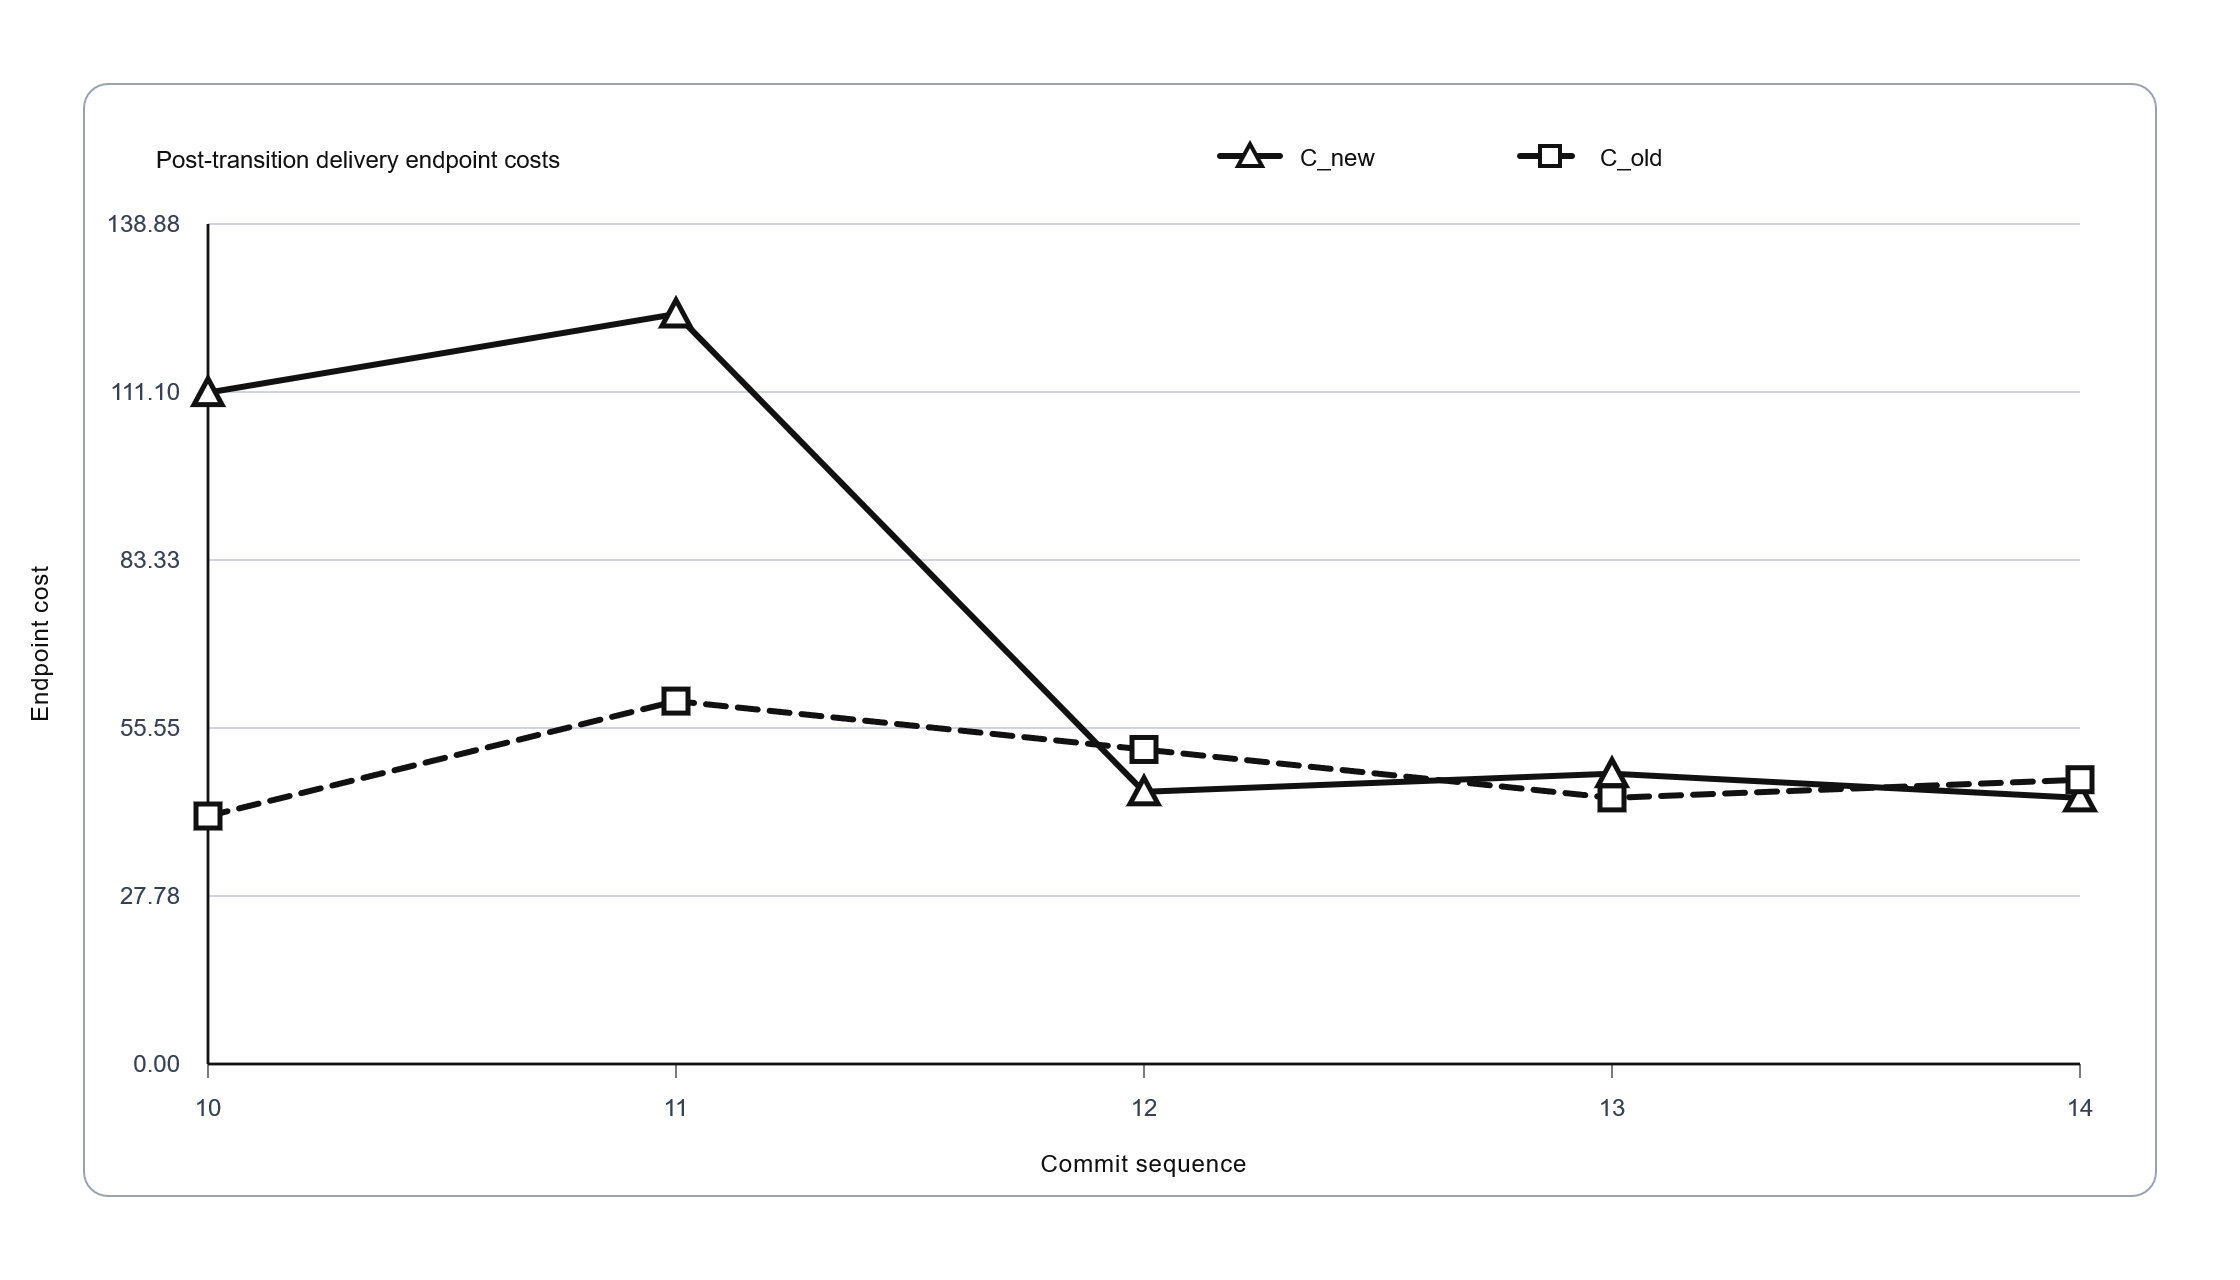 Post-transition delivery endpoint costs
C_new
C_old
138.88
111.10
83.33
55.55
27.78
0.00
Endpoint cost
10
11
12
13
14
Commit sequence